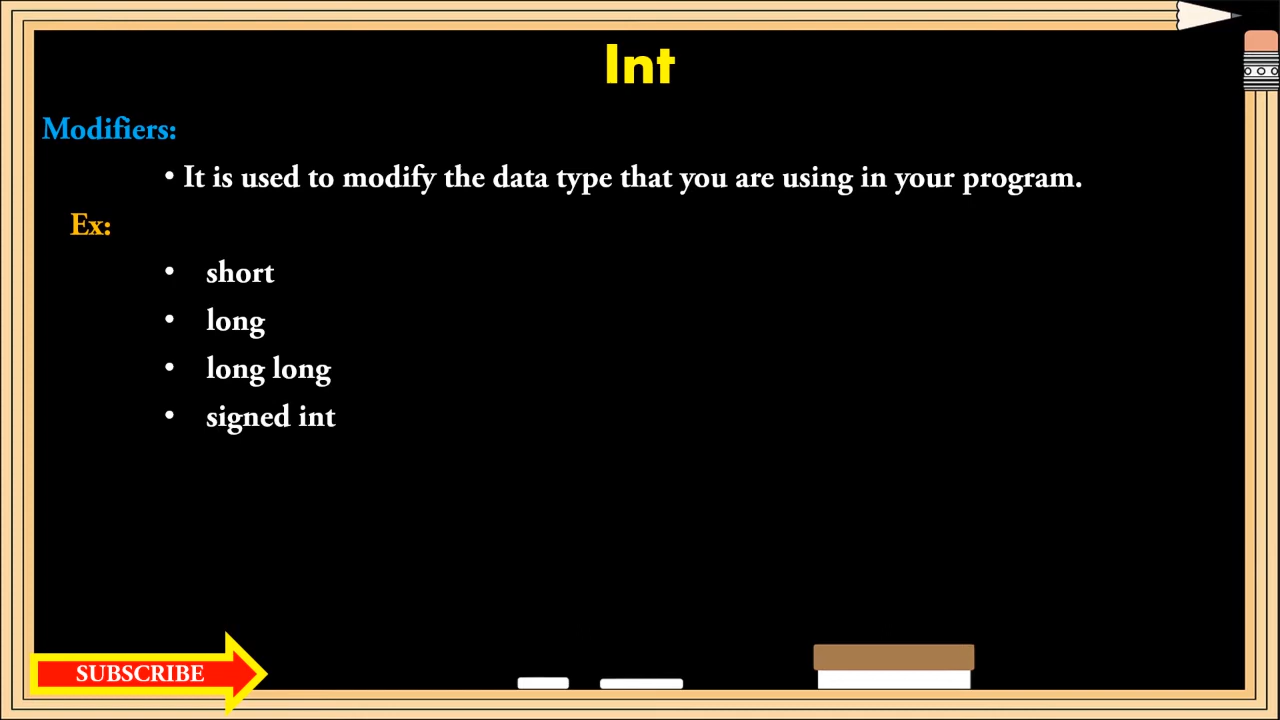 Int
Modifiers:
• It is used to modify the data type that you are using in your program.
Ex:
• short
• long
• long long
• signed int
SUBSCRIBE